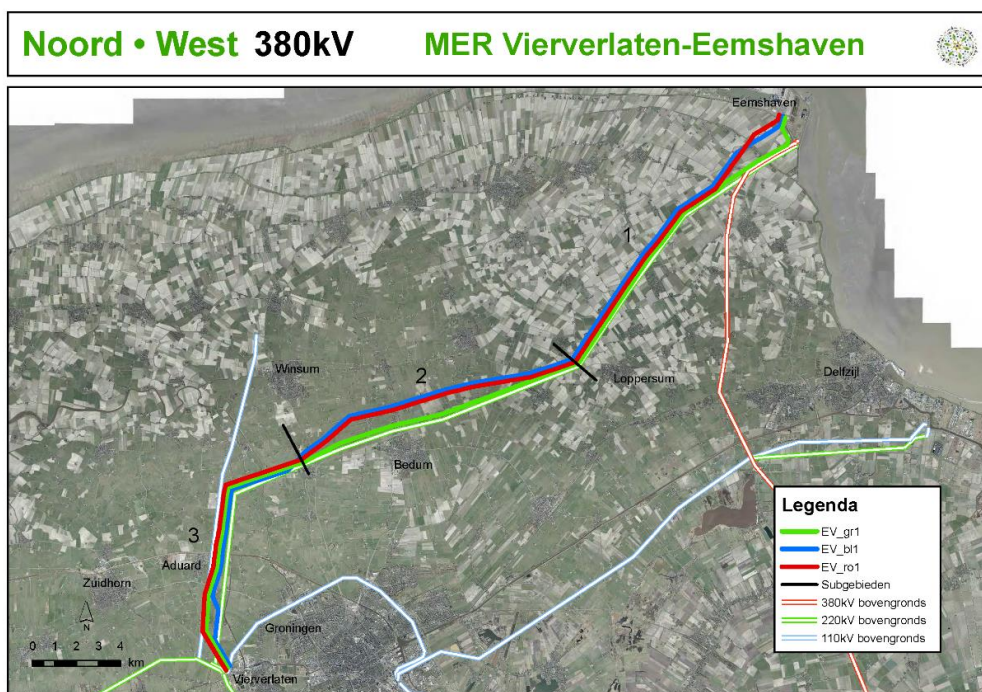 Noord • West 380kV MER Vierverlaten-Eemshaven
Eemshaven
1
2
Winsum
Loppersum
Delfzijl
Bedum
3
Aduard
Zuidhorn
N
Groningen
0 1 2 3 4
km
Vierverlaten
Legenda
EV_gr1
EV_bl1
EV_ro1
Subgebieden
380kV bovengronds
220kV bovengronds
110kV bovengronds